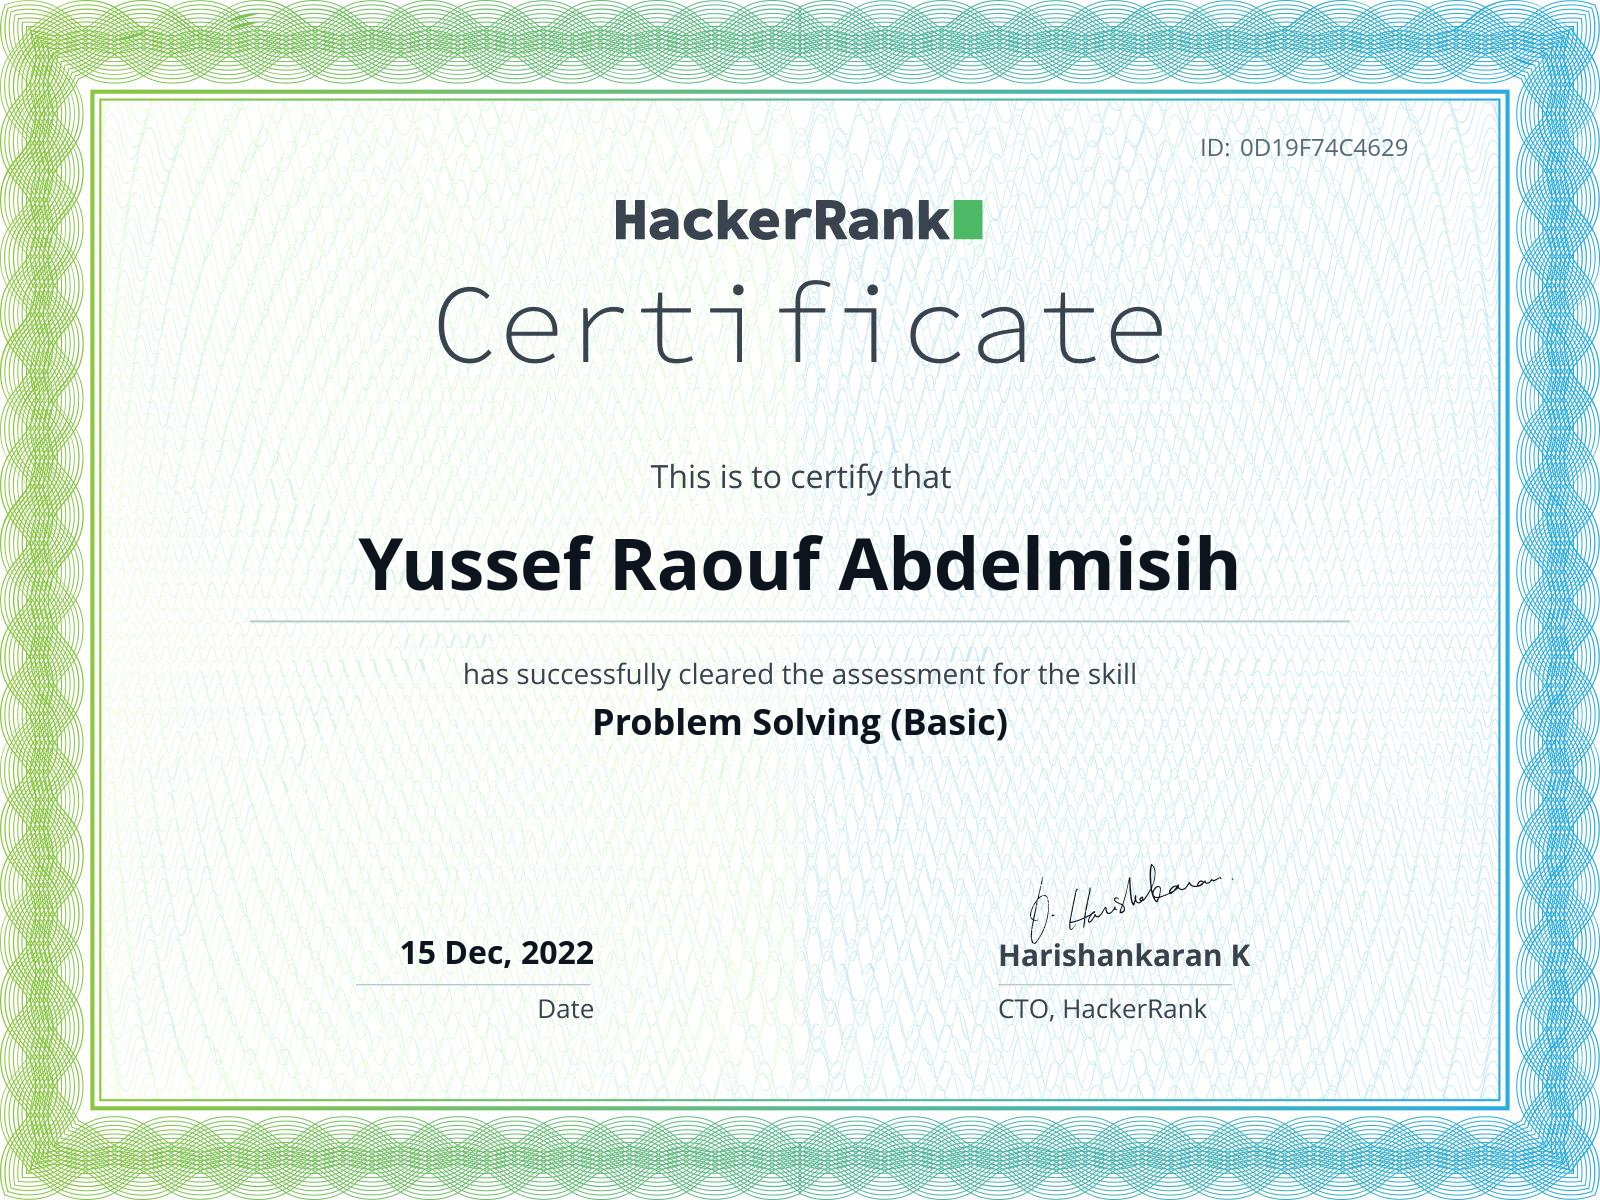 ID: 0D19F74C4629
HackerRank
Certificate
This is to certify that
Yussef Raouf Abdelmisih
has successfully cleared the assessment for the skill
Problem Solving (Basic)
15 Dec, 2022
Date
Harishankaran K
CTO, HackerRank